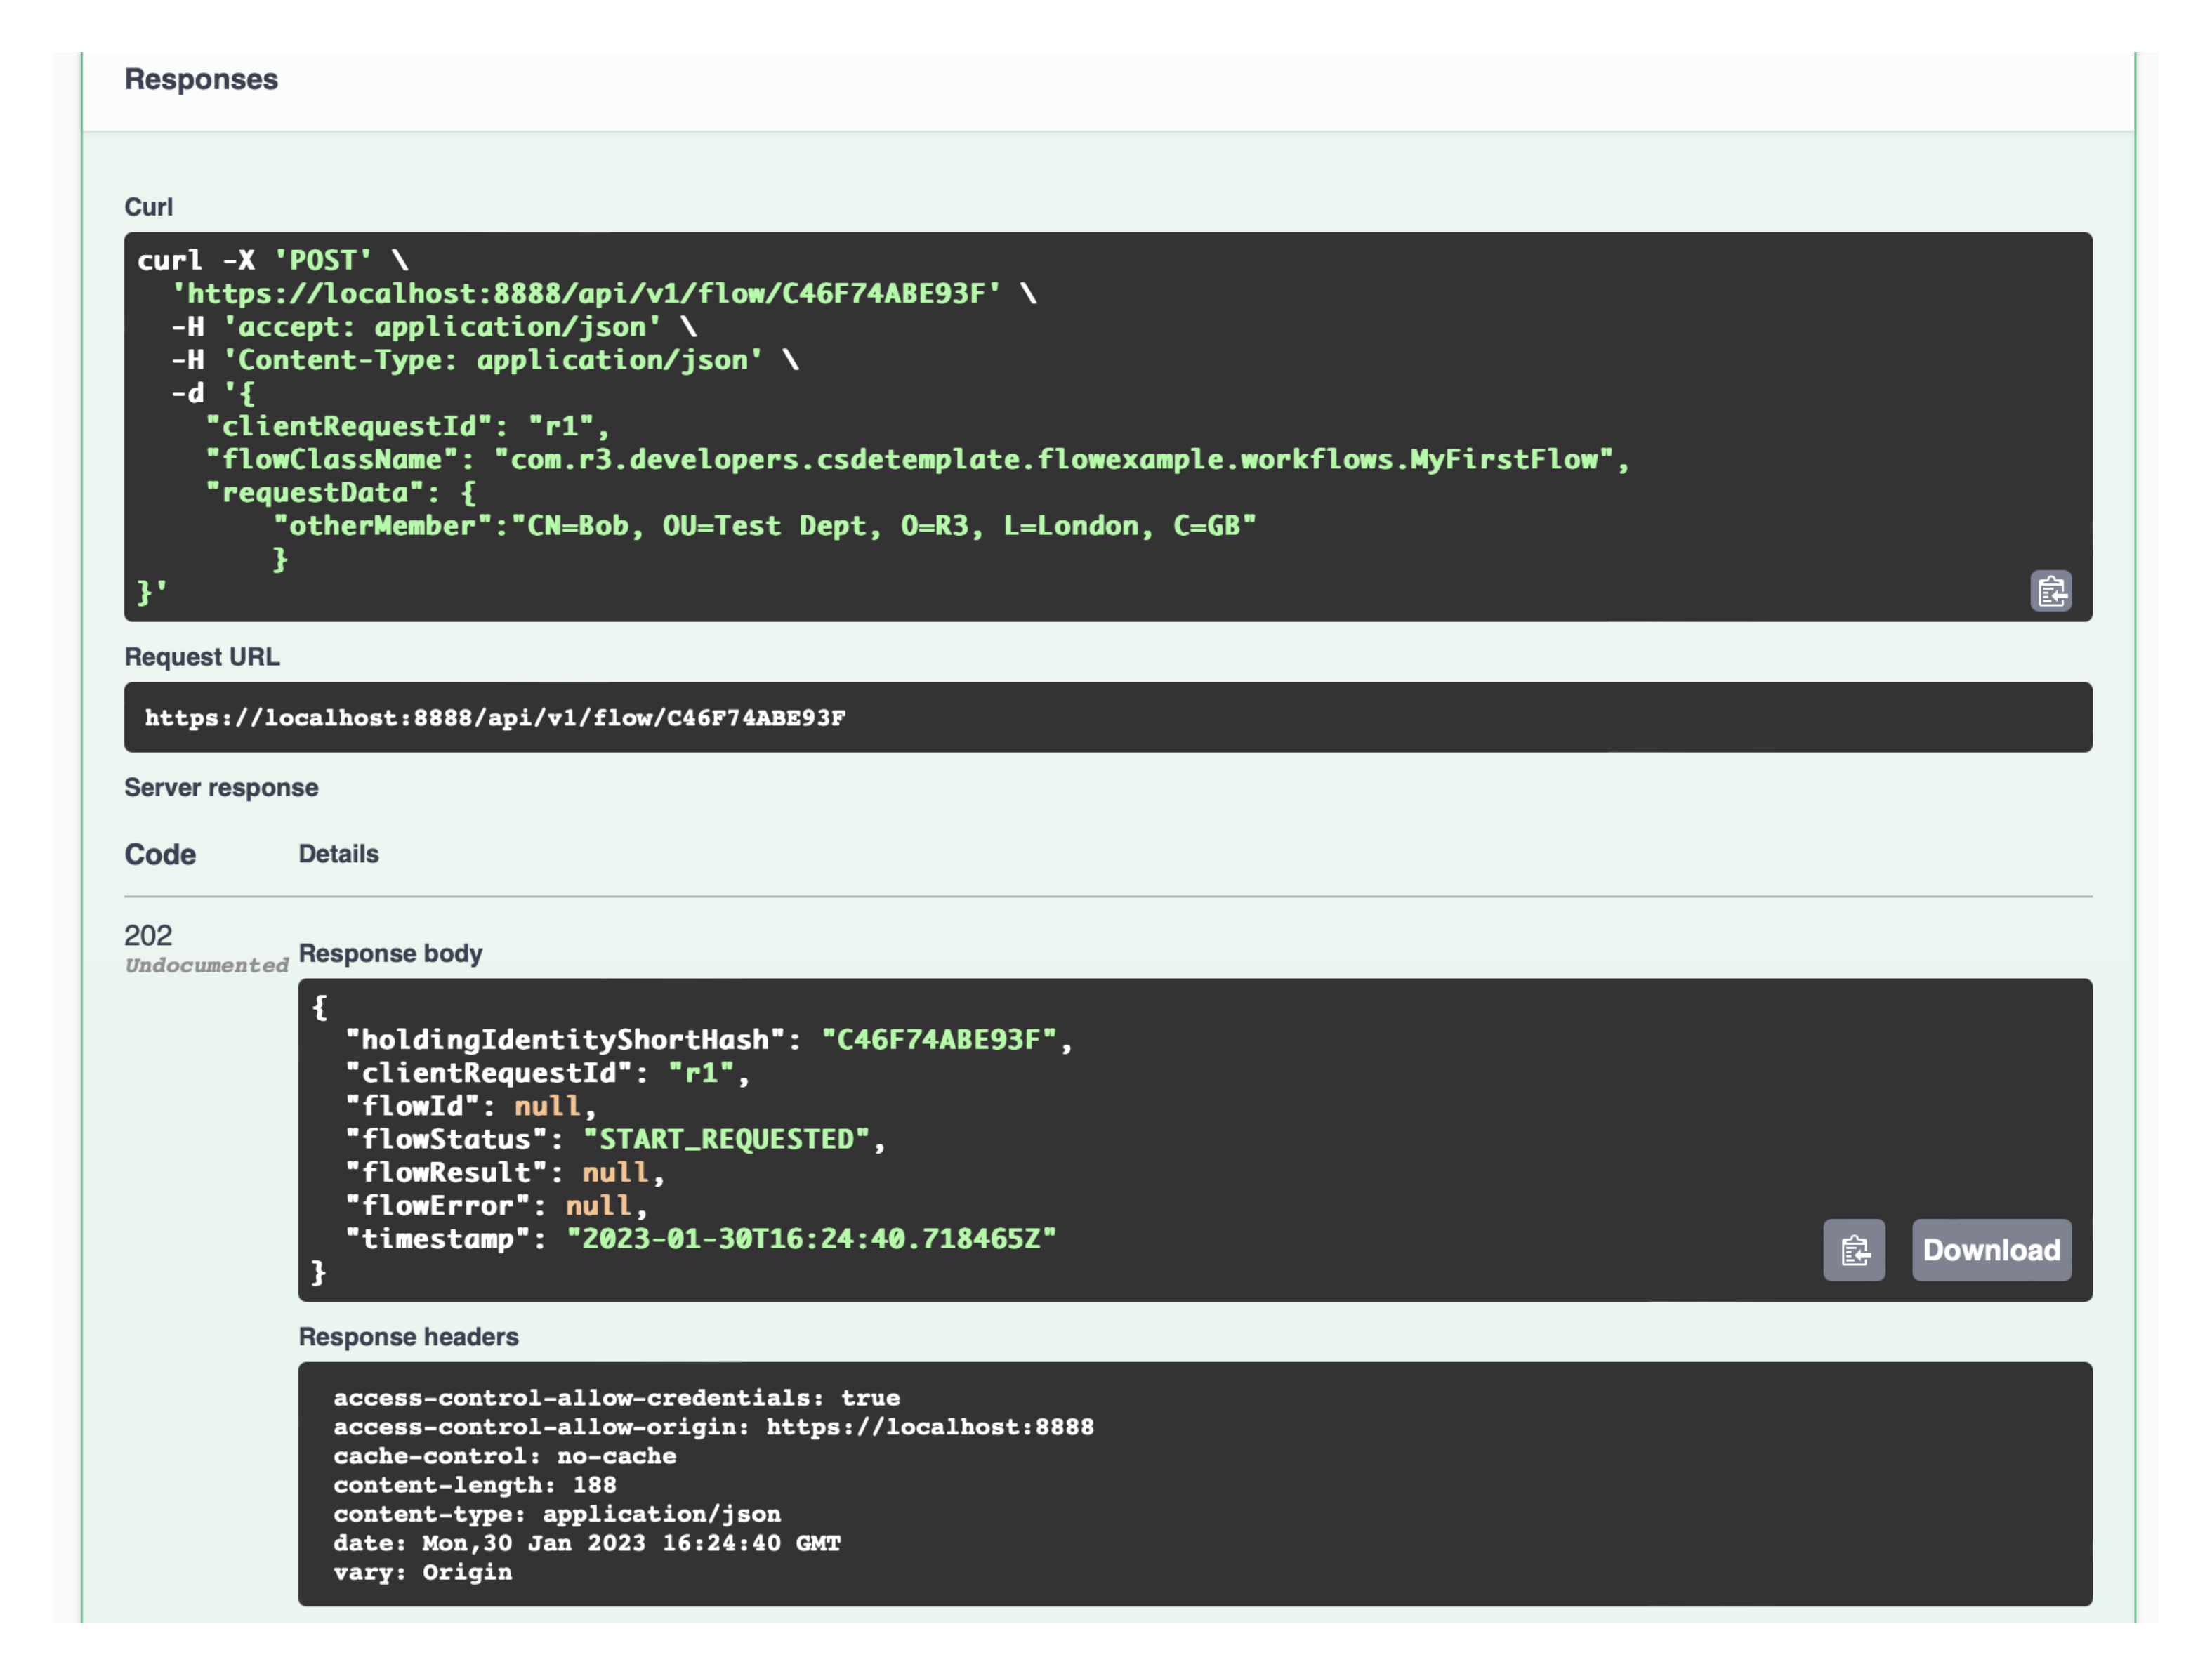 Responses
Curl
curl -X 'POST' \
  'https://localhost:8888/api/v1/flow/C46F74ABE93F' \
  -H 'accept: application/json' \
  -H 'Content-Type: application/json' \
  -d '{
    "clientRequestId": "r1",
    "flowClassName": "com.r3.developers.csdetemplate.flowexample.workflows.MyFirstFlow",
    "requestData": {
        "otherMember":"CN=Bob, OU=Test Dept, O=R3, L=London, C=GB"
        }
}'
Request URL
https://localhost:8888/api/v1/flow/C46F74ABE93F
Server response
Code Details
202
Undocumented
Response body
{
  "holdingIdentityShortHash": "C46F74ABE93F",
  "clientRequestId": "r1",
  "flowId": null,
  "flowStatus": "START_REQUESTED",
  "flowResult": null,
  "flowError": null,
  "timestamp": "2023-01-30T16:24:40.718465Z"
}
Download
Response headers
access-control-allow-credentials: true
access-control-allow-origin: https://localhost:8888
cache-control: no-cache
content-length: 188
content-type: application/json
date: Mon,30 Jan 2023 16:24:40 GMT
vary: Origin